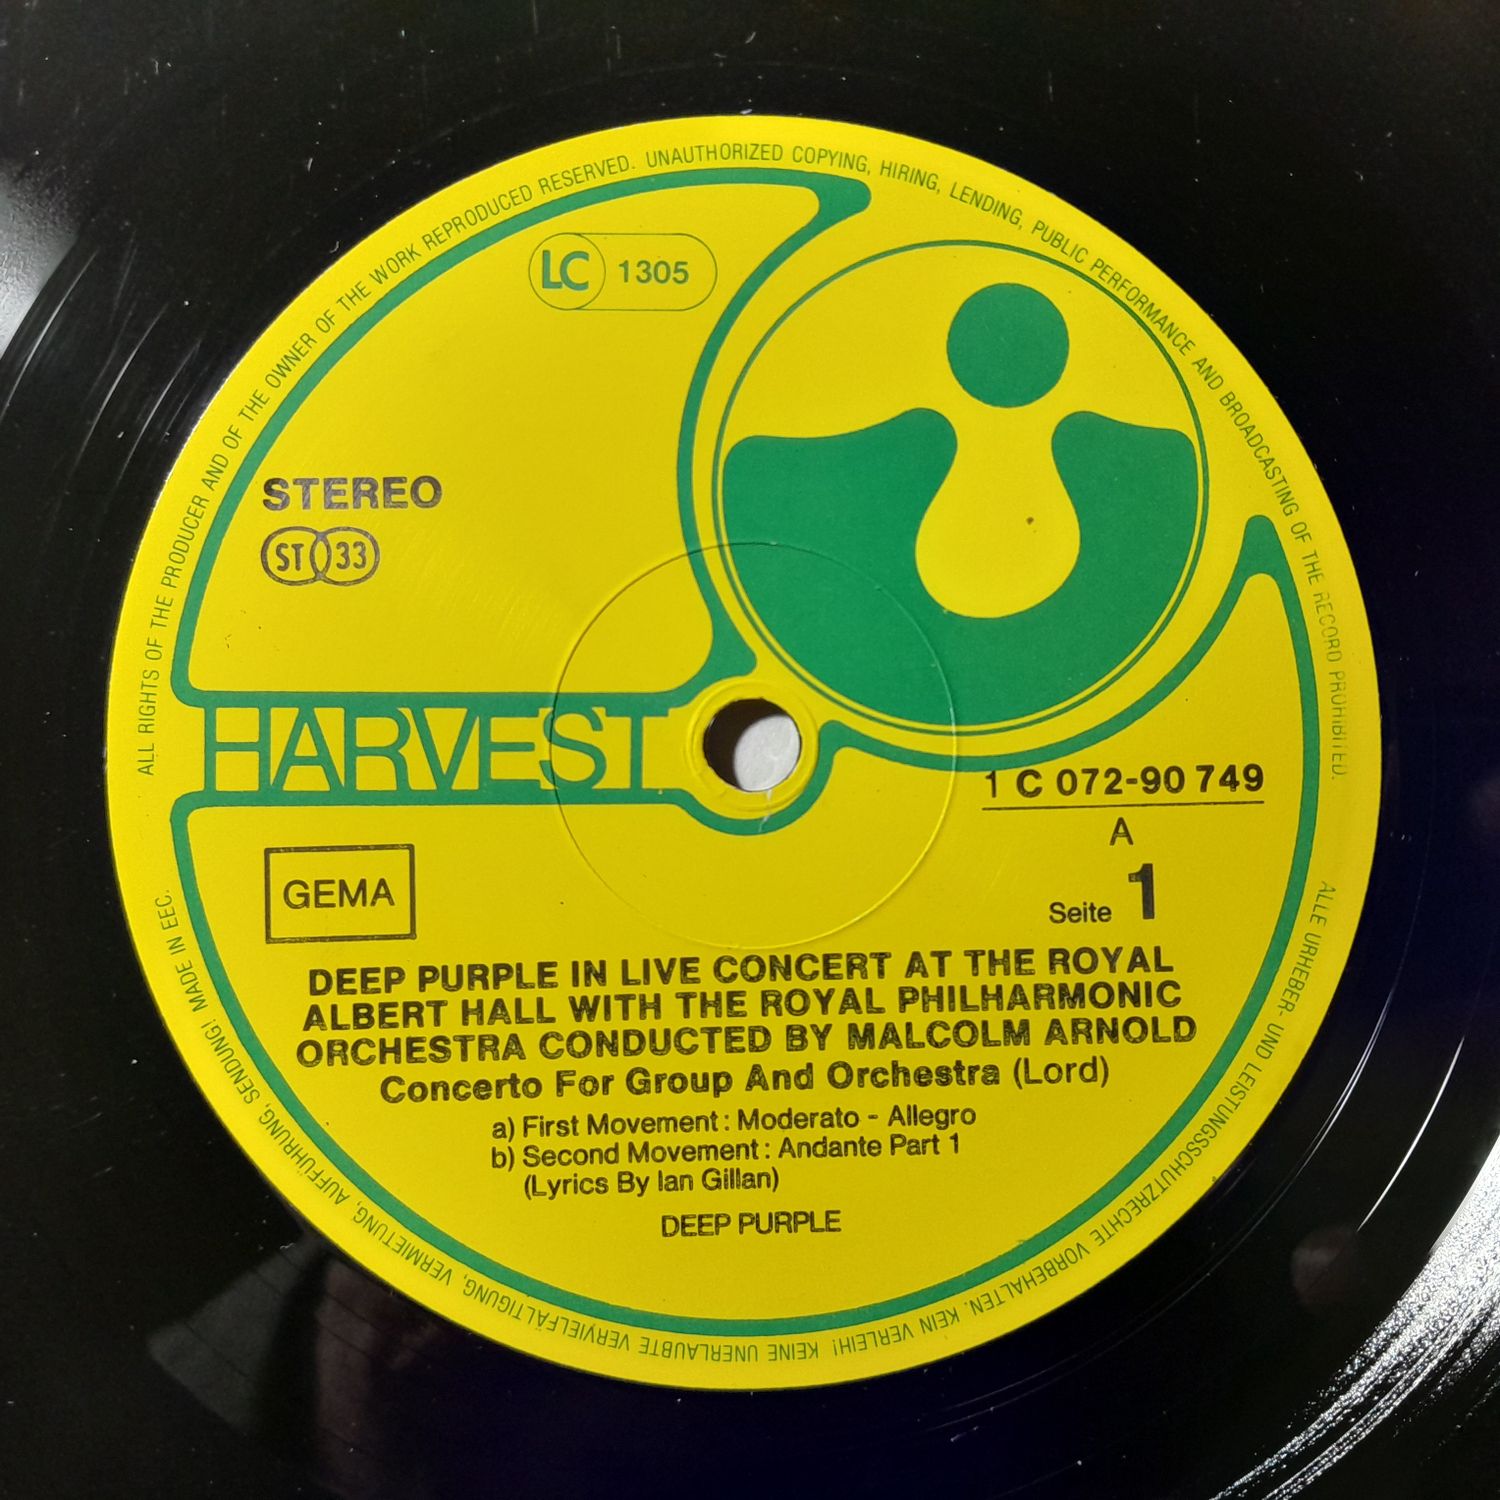 ALL RIGHTS OF THE PRODUCER AND OF THE OWNER OF THE WORK REPRODUCED RESERVED. UNAUTHORIZED COPYING, HIRING, LENDING, PUBLIC PERFORMANCE AND BROADCASTING OF THE RECORD PROHIBITED.
LC 1305
STEREO
ST 33
HARVEST
1 C 072-90 749
A
Seite 1
GEMA
DEEP PURPLE IN LIVE CONCERT AT THE ROYAL
ALBERT HALL WITH THE ROYAL PHILHARMONIC
ORCHESTRA CONDUCTED BY MALCOLM ARNOLD
Concerto For Group And Orchestra (Lord)
a) First Movement: Moderato - Allegro
b) Second Movement: Andante Part 1
(Lyrics By Ian Gillan)
DEEP PURPLE
ALLE URHEBER- UND LEISTUNGSSCHUTZRECHTE VORBEHALTEN. KEIN VERLEIH! KEINE UNERLAUBTE VERVIELFÄLTIGUNG, VERMIETUNG, AUFFÜHRUNG, SENDUNG! MADE IN EEC.